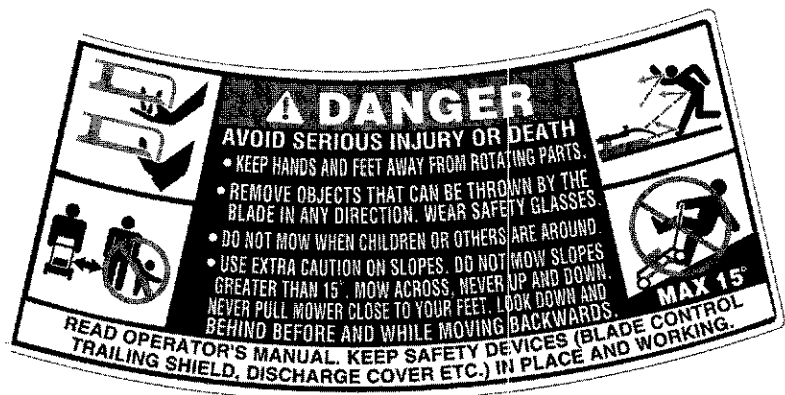 DANGER
AVOID SERIOUS INJURY OR DEATH
• KEEP HANDS AND FEET AWAY FROM ROTATING PARTS.
• REMOVE OBJECTS THAT CAN BE THROWN BY THE
BLADE IN ANY DIRECTION. WEAR SAFETY GLASSES.
• DO NOT MOW WHEN CHILDREN OR OTHERS ARE AROUND.
• USE EXTRA CAUTION ON SLOPES. DO NOT MOW SLOPES
GREATER THAN 15°. MOW ACROSS, NEVER UP AND DOWN.
NEVER PULL MOWER CLOSE TO YOUR FEET. LOOK DOWN AND
BEHIND BEFORE AND WHILE MOVING BACKWARDS.
MAX 15°
READ OPERATOR'S MANUAL. KEEP SAFETY DEVICES (BLADE CONTROL
TRAILING SHIELD, DISCHARGE COVER ETC.) IN PLACE AND WORKING.